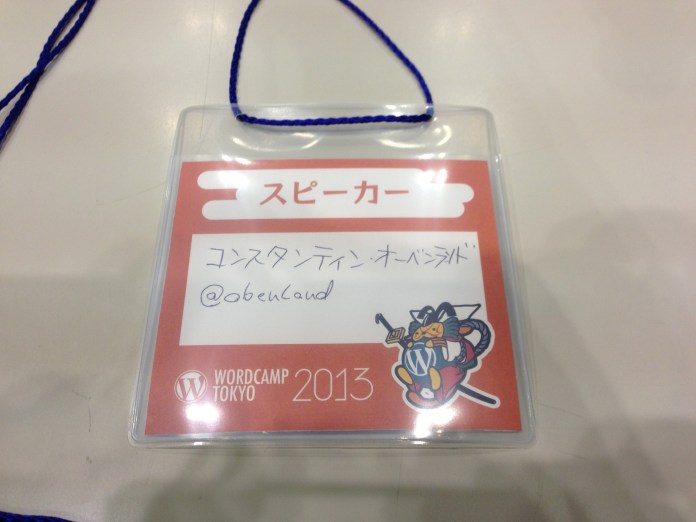 スピーカー
コンスタンティン・オーベンランド
@obenland
WORDCAMP
TOKYO
2013